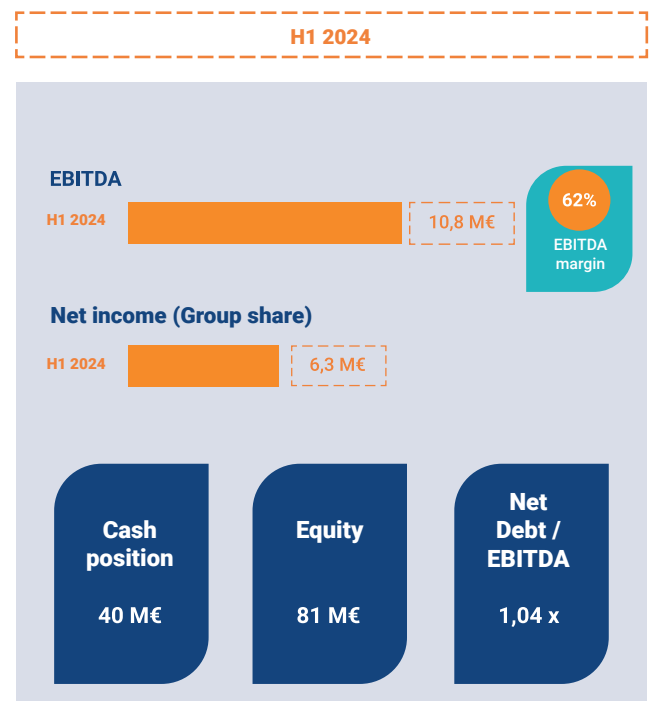 H1 2024
EBITDA
H1 2024
10,8 M€
62%
EBITDA
margin
Net income (Group share)
H1 2024
6,3 M€
Cash
position
40 M€
Equity
81 M€
Net
Debt /
EBITDA
1,04 x